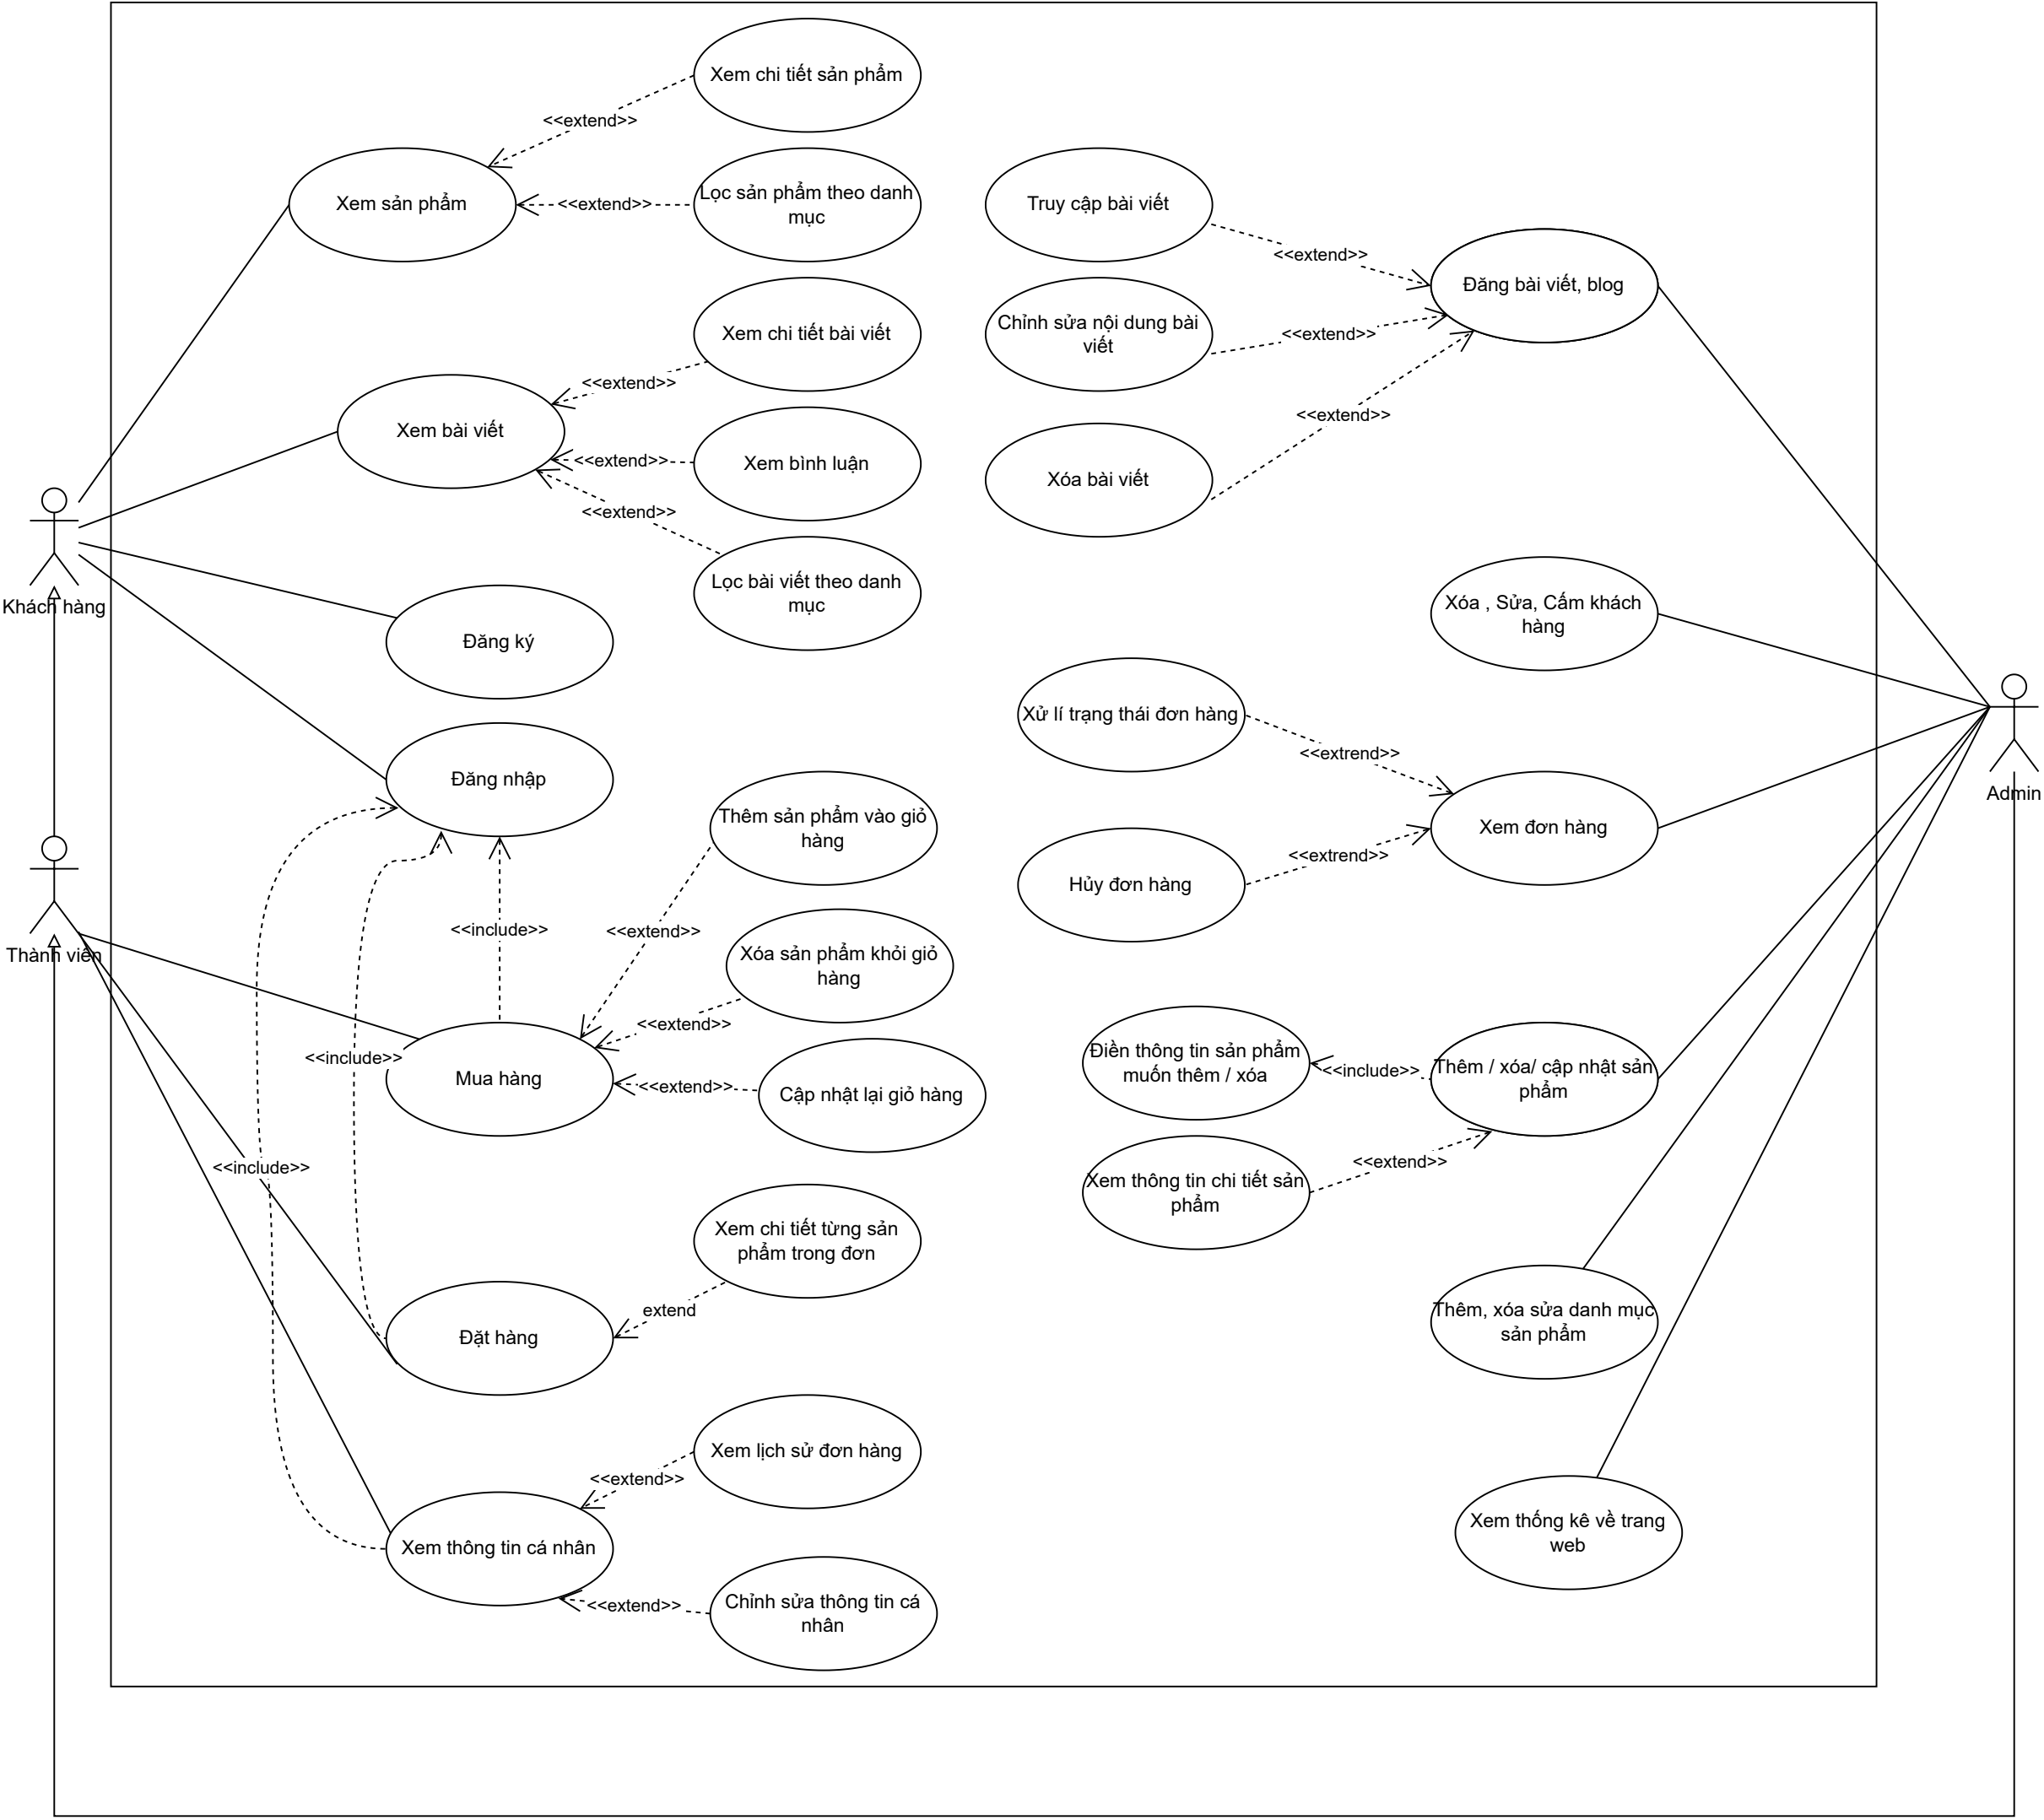 Xem chi tiết sản phẩm
<<extend>>
Xem sản phẩm
<<extend>>
Lọc sản phẩm theo danh
mục
Truy cập bài viết
<<extend>>
Đăng bài viết, blog
Xem chi tiết bài viết
Chỉnh sửa nội dung bài
viết
<<extend>>
<<extend>>
<<extend>>
Xem bài viết
<<extend>>
Xem bình luận
Xóa bài viết
<<extend>>
Lọc bài viết theo danh
mục
Khách hàng
Đăng ký
Xóa , Sửa, Cấm khách
hàng
Xử lí trạng thái đơn hàng
<<extrend>>
Đăng nhập
Admin
Thêm sản phẩm vào giỏ
hàng
Xem đơn hàng
<<extrend>>
Hủy đơn hàng
<<include>>
<<extend>>
Thành viên
Xóa sản phẩm khỏi giỏ
hàng
<<extend>>
<<include>>
Mua hàng
<<extend>>
Cập nhật lại giỏ hàng
Điền thông tin sản phẩm
muốn thêm / xóa
<<include>>
Thêm / xóa/ cập nhật sản
phẩm
<<include>>
<<extend>>
Xem thông tin chi tiết sản
phẩm
Xem chi tiết từng sản
phẩm trong đơn
extend
Đặt hàng
Thêm, xóa sửa danh mục
sản phẩm
Xem lịch sử đơn hàng
<<extend>>
Xem thông tin cá nhân
Xem thống kê về trang
web
<<extend>>
Chỉnh sửa thông tin cá
nhân